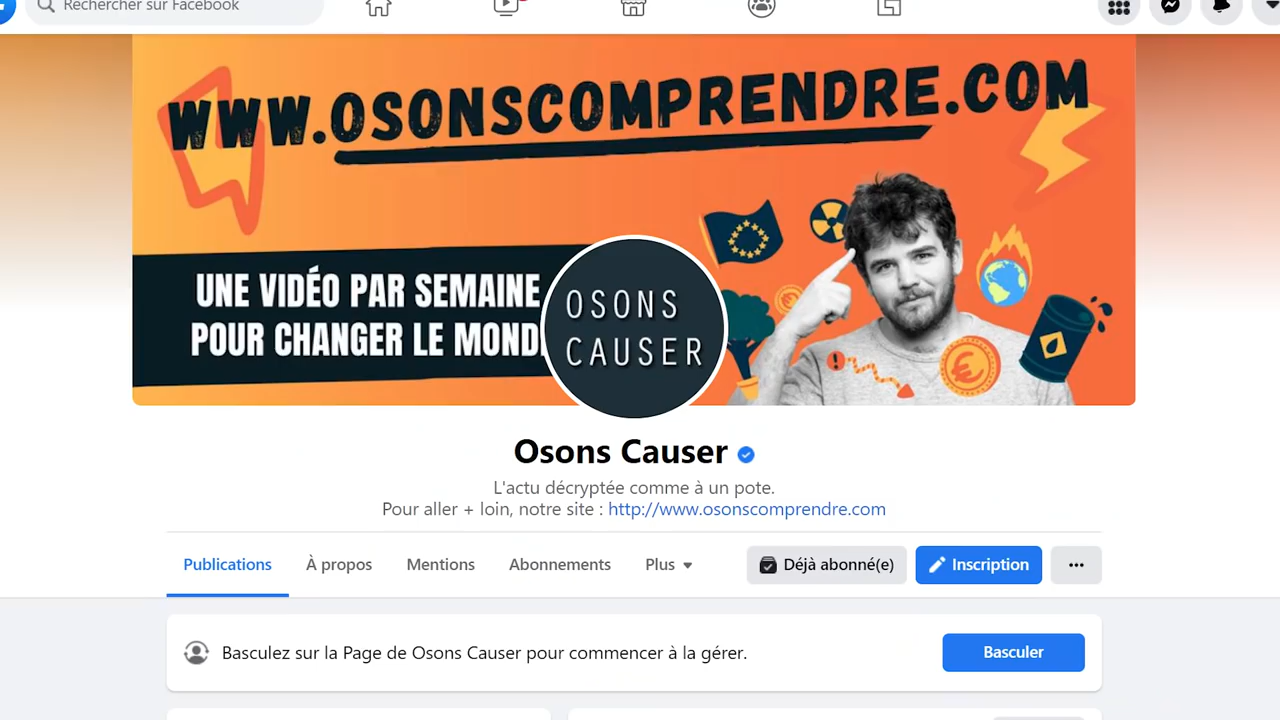 Rechercher sur Facebook
WWW.OSONSCOMPRENDRE.COM
UNE VIDÉO PAR SEMAINE
POUR CHANGER LE MOND
OSONS
CAUSER
Osons Causer
L'actu décryptée comme à un pote.
Pour aller + loin, notre site : http://www.osonscomprendre.com
Publications À propos Mentions Abonnements Plus Déjà abonné(e) Inscription ...
Basculez sur la Page de Osons Causer pour commencer à la gérer. Basculer